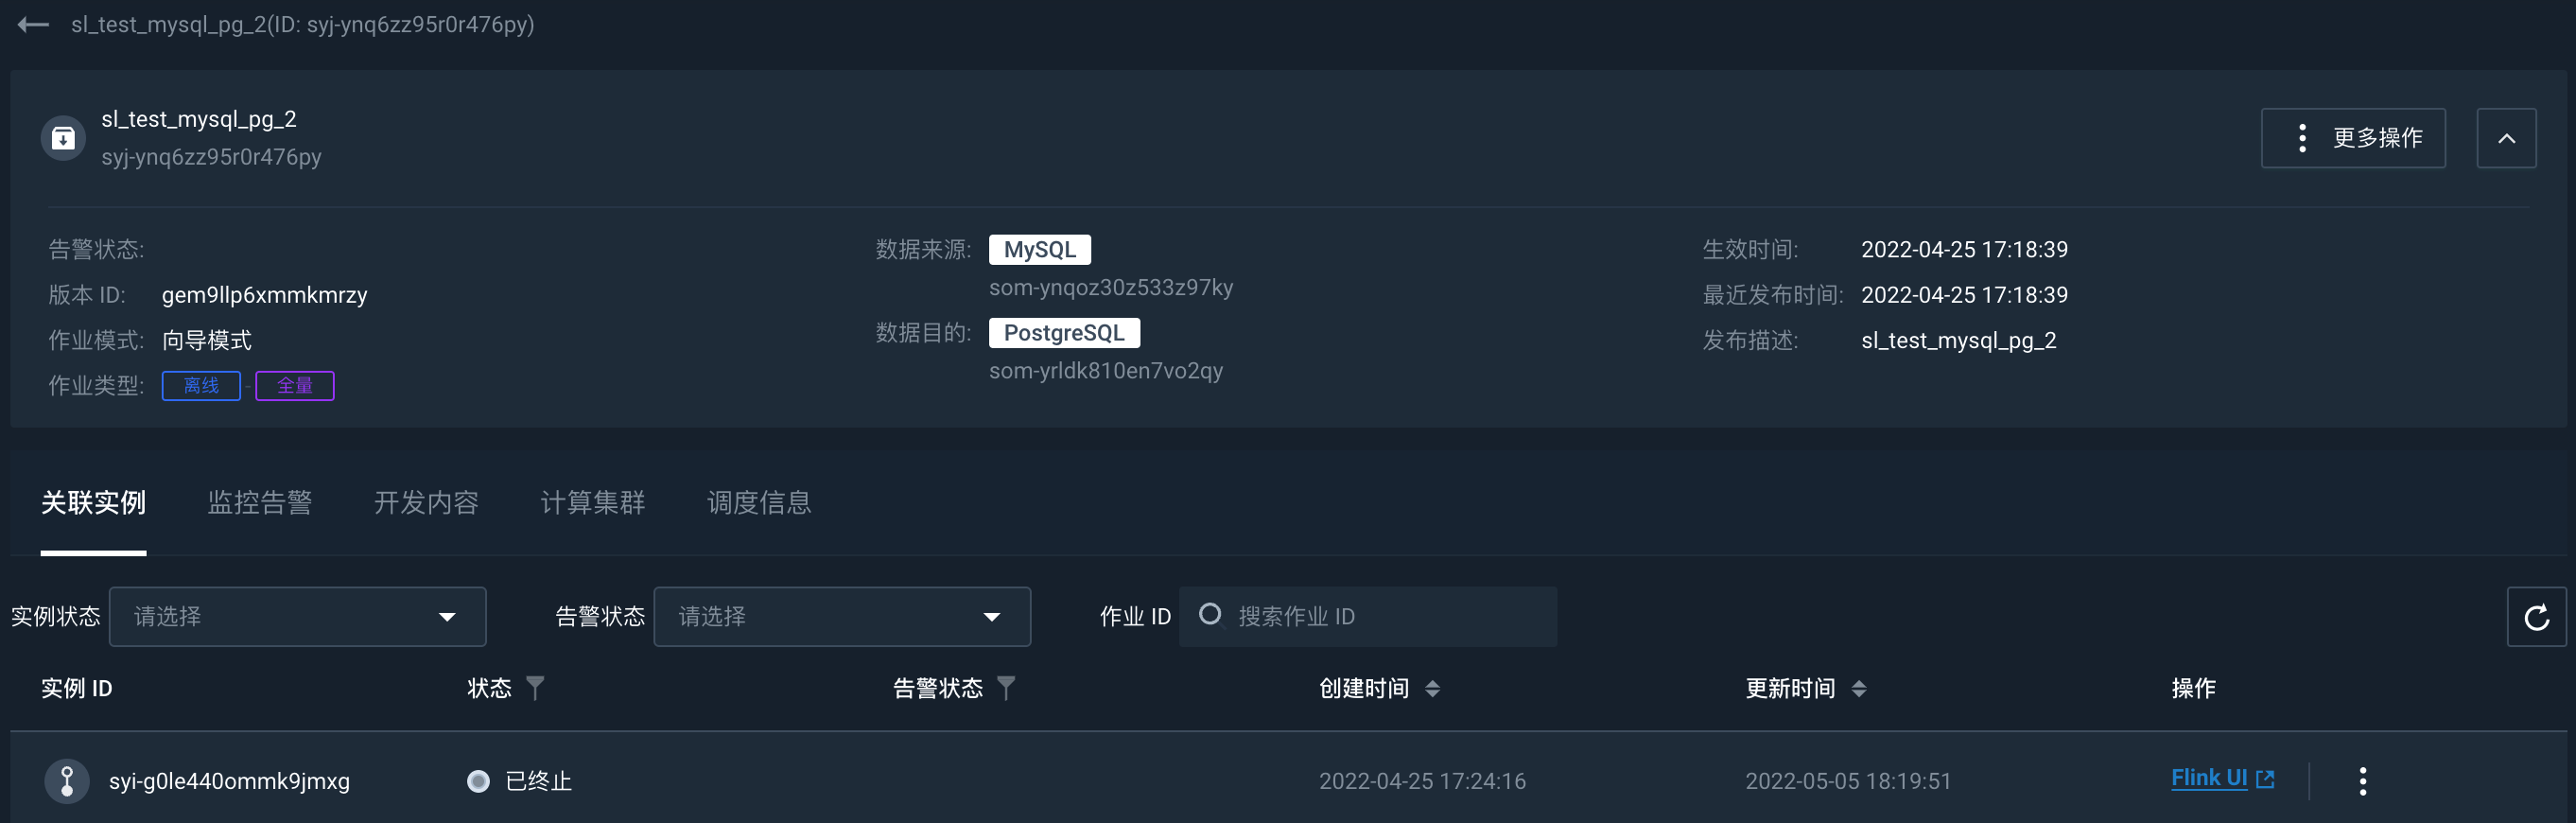 sl_test_mysql_pg_2(ID: syj-ynq6zz95r0r476py)
sl_test_mysql_pg_2
syj-ynq6zz95r0r476py
更多操作
告警状态:
版本 ID: gem9llp6xmmkmrzy
作业模式: 向导模式
作业类型: 离线 - 全量
数据来源: MySQL
som-ynqoz30z533z97ky
数据目的: PostgreSQL
som-yrldk810en7vo2qy
生效时间: 2022-04-25 17:18:39
最近发布时间: 2022-04-25 17:18:39
发布描述: sl_test_mysql_pg_2
关联实例 监控告警 开发内容 计算集群 调度信息
实例状态 请选择 告警状态 请选择 作业 ID 搜索作业 ID
实例 ID 状态 告警状态 创建时间 更新时间 操作
syi-g0le440ommk9jmxg 已终止 2022-04-25 17:24:16 2022-05-05 18:19:51 Flink UI